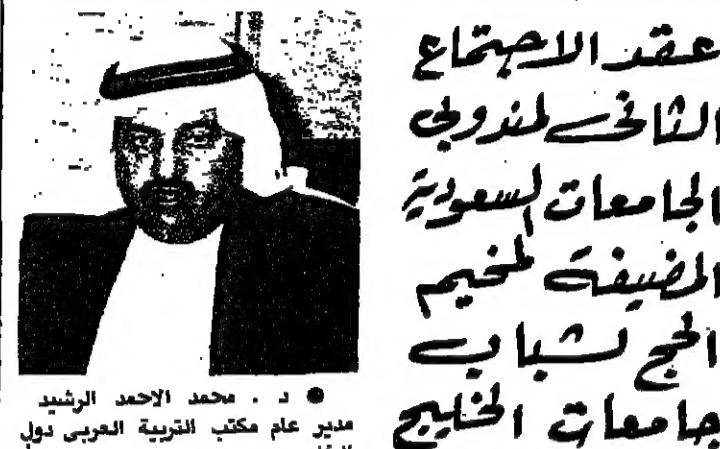 عقد الاجتماع
الثاني لمندوبي
الجامعات السعودية
المضيفة لمخيم
الحج لشباب
جامعات الخليج
● د . محمد الاحمد الرشيد
مدير عام مكتب التربية العربى دول